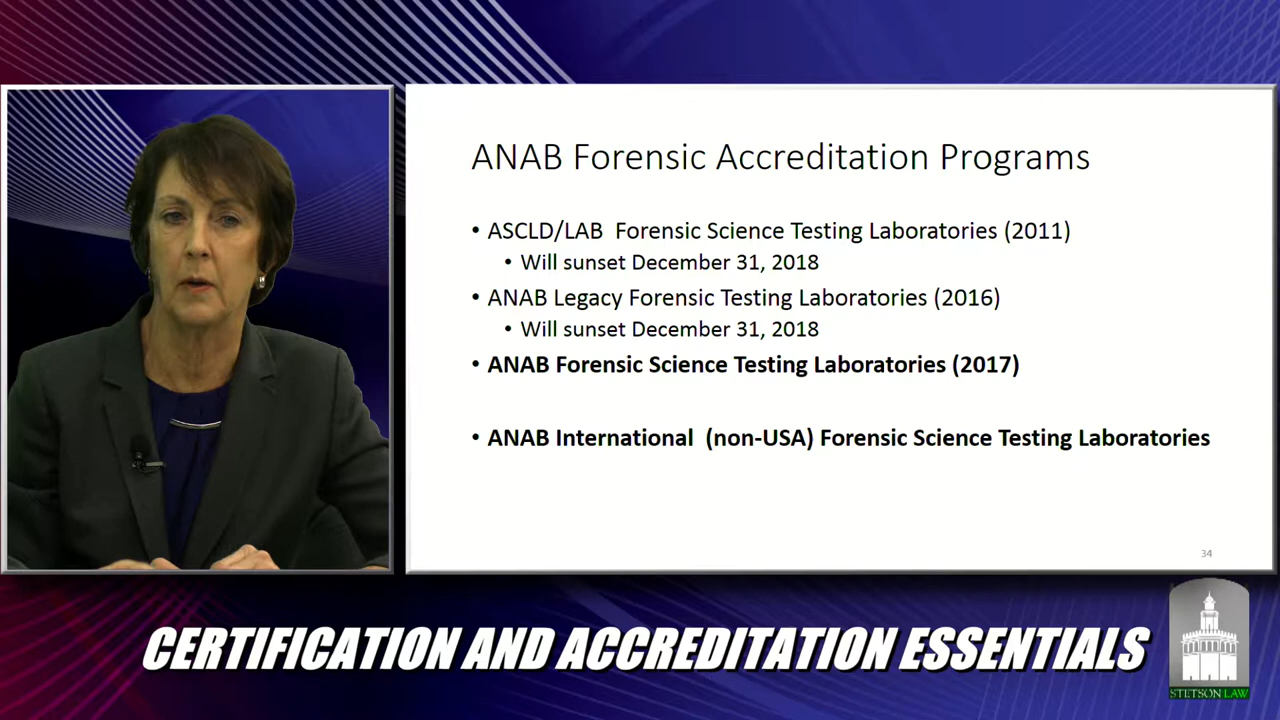 ANAB Forensic Accreditation Programs
• ASCLD/LAB Forensic Science Testing Laboratories (2011)
• Will sunset December 31, 2018
• ANAB Legacy Forensic Testing Laboratories (2016)
• Will sunset December 31, 2018
• ANAB Forensic Science Testing Laboratories (2017)
• ANAB International (non-USA) Forensic Science Testing Laboratories
34
CERTIFICATION AND ACCREDITATION ESSENTIALS
STETSON LAW